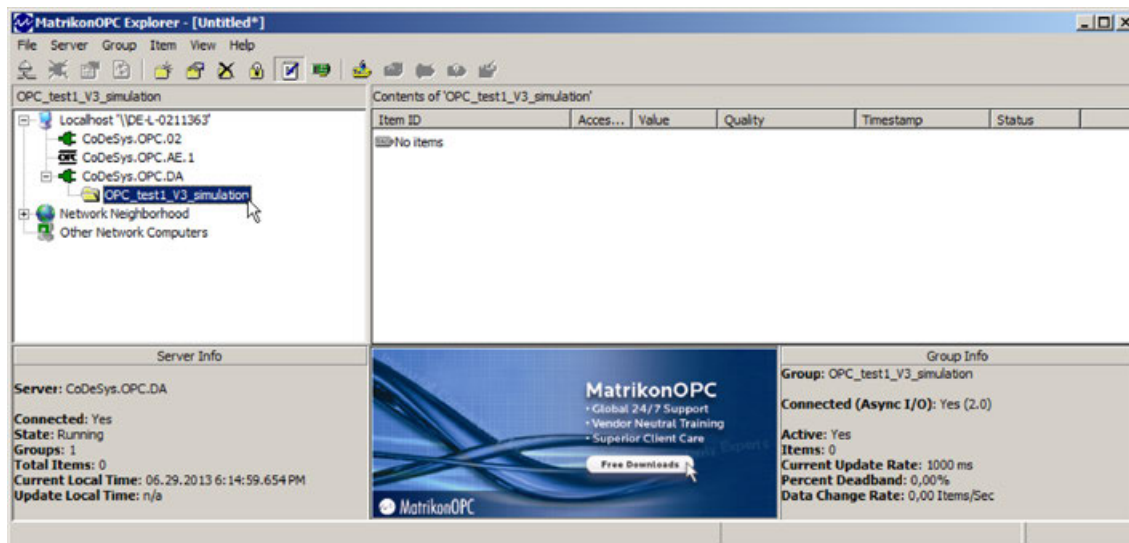 MatrikonOPC Explorer - [Untitled*]
File Server Group Item View Help
OPC_test1_V3_simulation
Contents of 'OPC_test1_V3_simulation'
Localhost '\\DE-L-0211363'
CoDeSys.OPC.02
CoDeSys.OPC.AE.1
CoDeSys.OPC.DA
OPC_test1_V3_simulation
Network Neighborhood
Other Network Computers
Item ID Acces... Value Quality Timestamp Status
No items
Server Info
Server: CoDeSys.OPC.DA
Connected: Yes
State: Running
Groups: 1
Total Items: 0
Current Local Time: 06.29.2013 6:14:59.654 PM
Update Local Time: n/a
MatrikonOPC
• Global 24/7 Support
• Vendor Neutral Training
• Superior Client Care
Free Downloads
MatrikonOPC
Group Info
Group: OPC_test1_V3_simulation
Connected (Async I/O): Yes (2.0)
Active: Yes
Items: 0
Current Update Rate: 1000 ms
Percent Deadband: 0,00%
Data Change Rate: 0,00 Items/Sec